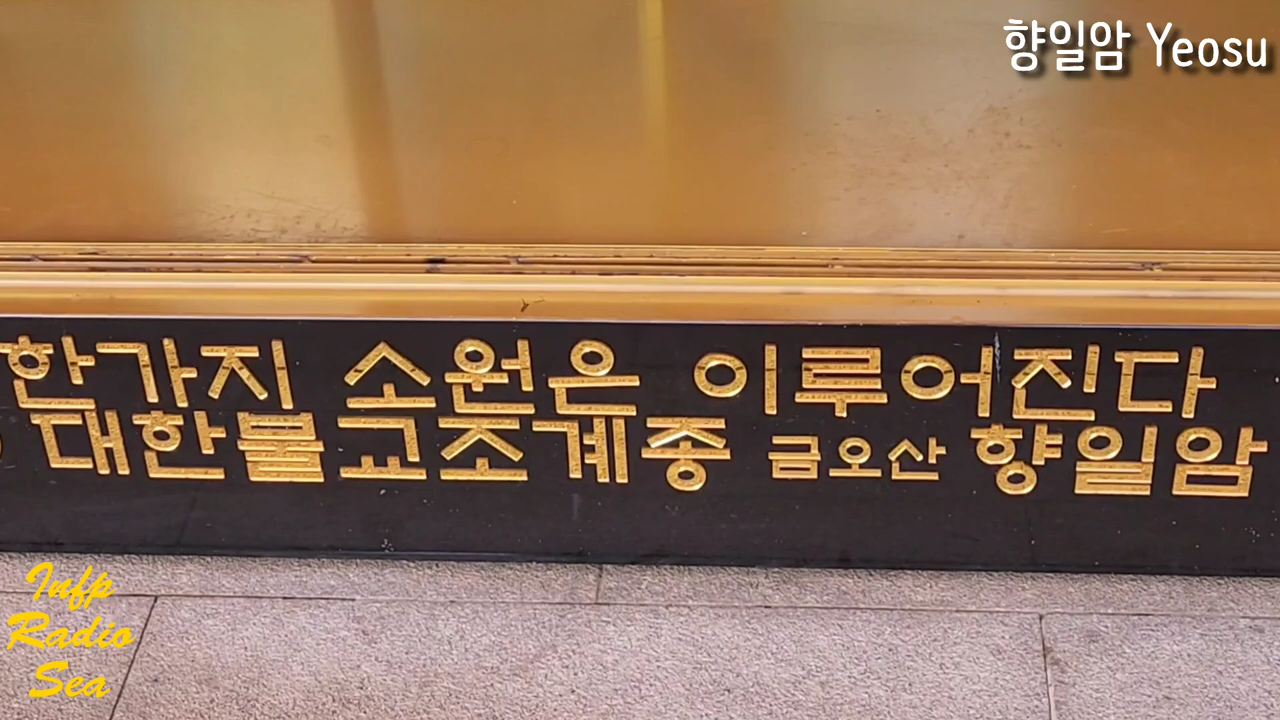 향일암 Yeosu
한가지 소원은 이루어진다
대한불교조계종 금오산 향일암
Infp
Radio
Sea